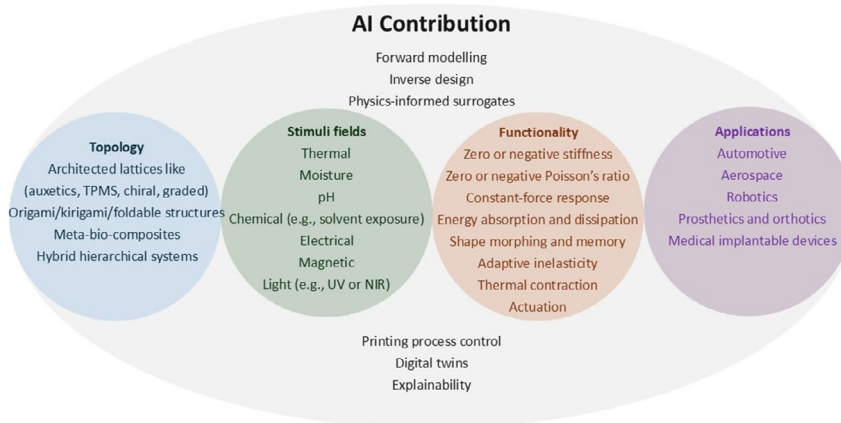 AI Contribution
Forward modelling
Inverse design
Physics-informed surrogates
Topology
Architected lattices like
(auxetics, TPMS, chiral, graded)
Origami/kirigami/foldable structures
Meta-bio-composites
Hybrid hierarchical systems
Stimuli fields
Thermal
Moisture
pH
Chemical (e.g., solvent exposure)
Electrical
Magnetic
Light (e.g., UV or NIR)
Functionality
Zero or negative stiffness
Zero or negative Poisson's ratio
Constant-force response
Energy absorption and dissipation
Shape morphing and memory
Adaptive inelasticity
Thermal contraction
Actuation
Applications
Automotive
Aerospace
Robotics
Prosthetics and orthotics
Medical implantable devices
Printing process control
Digital twins
Explainability